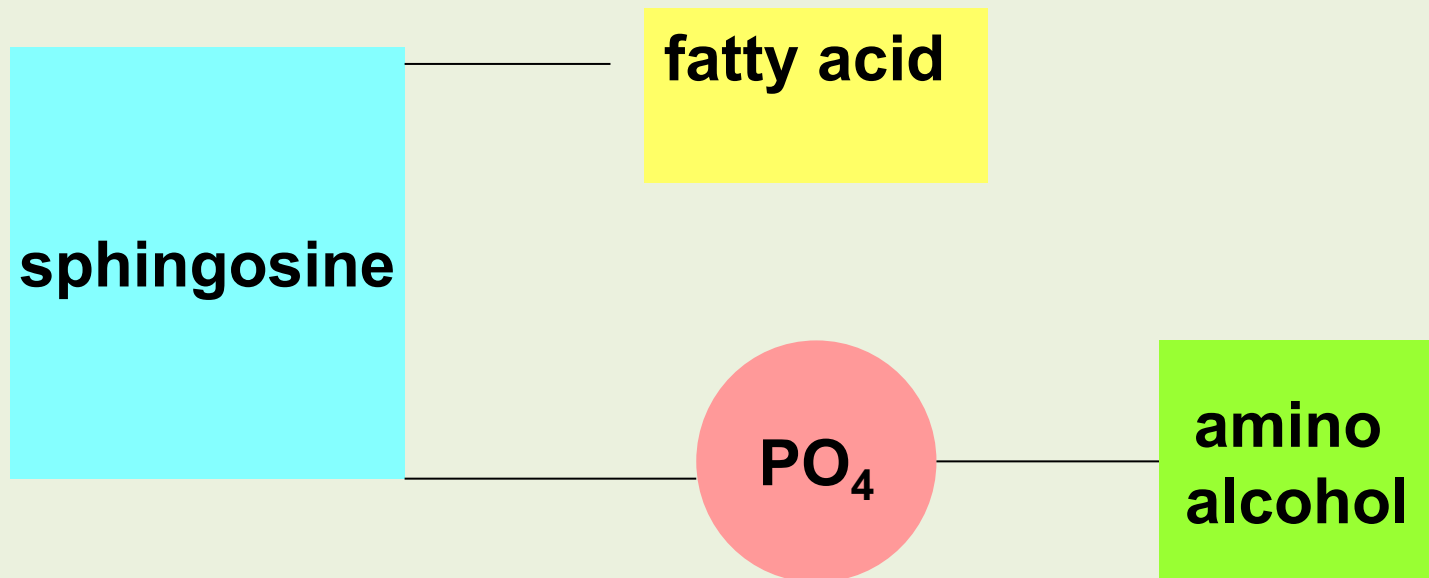 fatty acid
sphingosine
PO₄
amino
alcohol